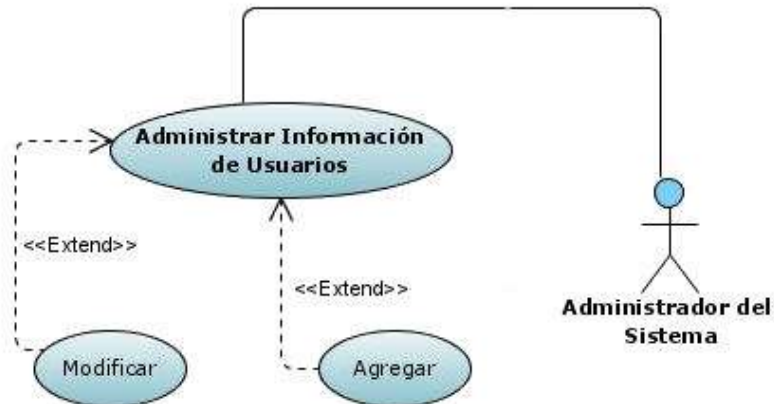 Administrar Información
de Usuarios
<<Extend>>
<<Extend>>
Administrador del
Sistema
Modificar
Agregar